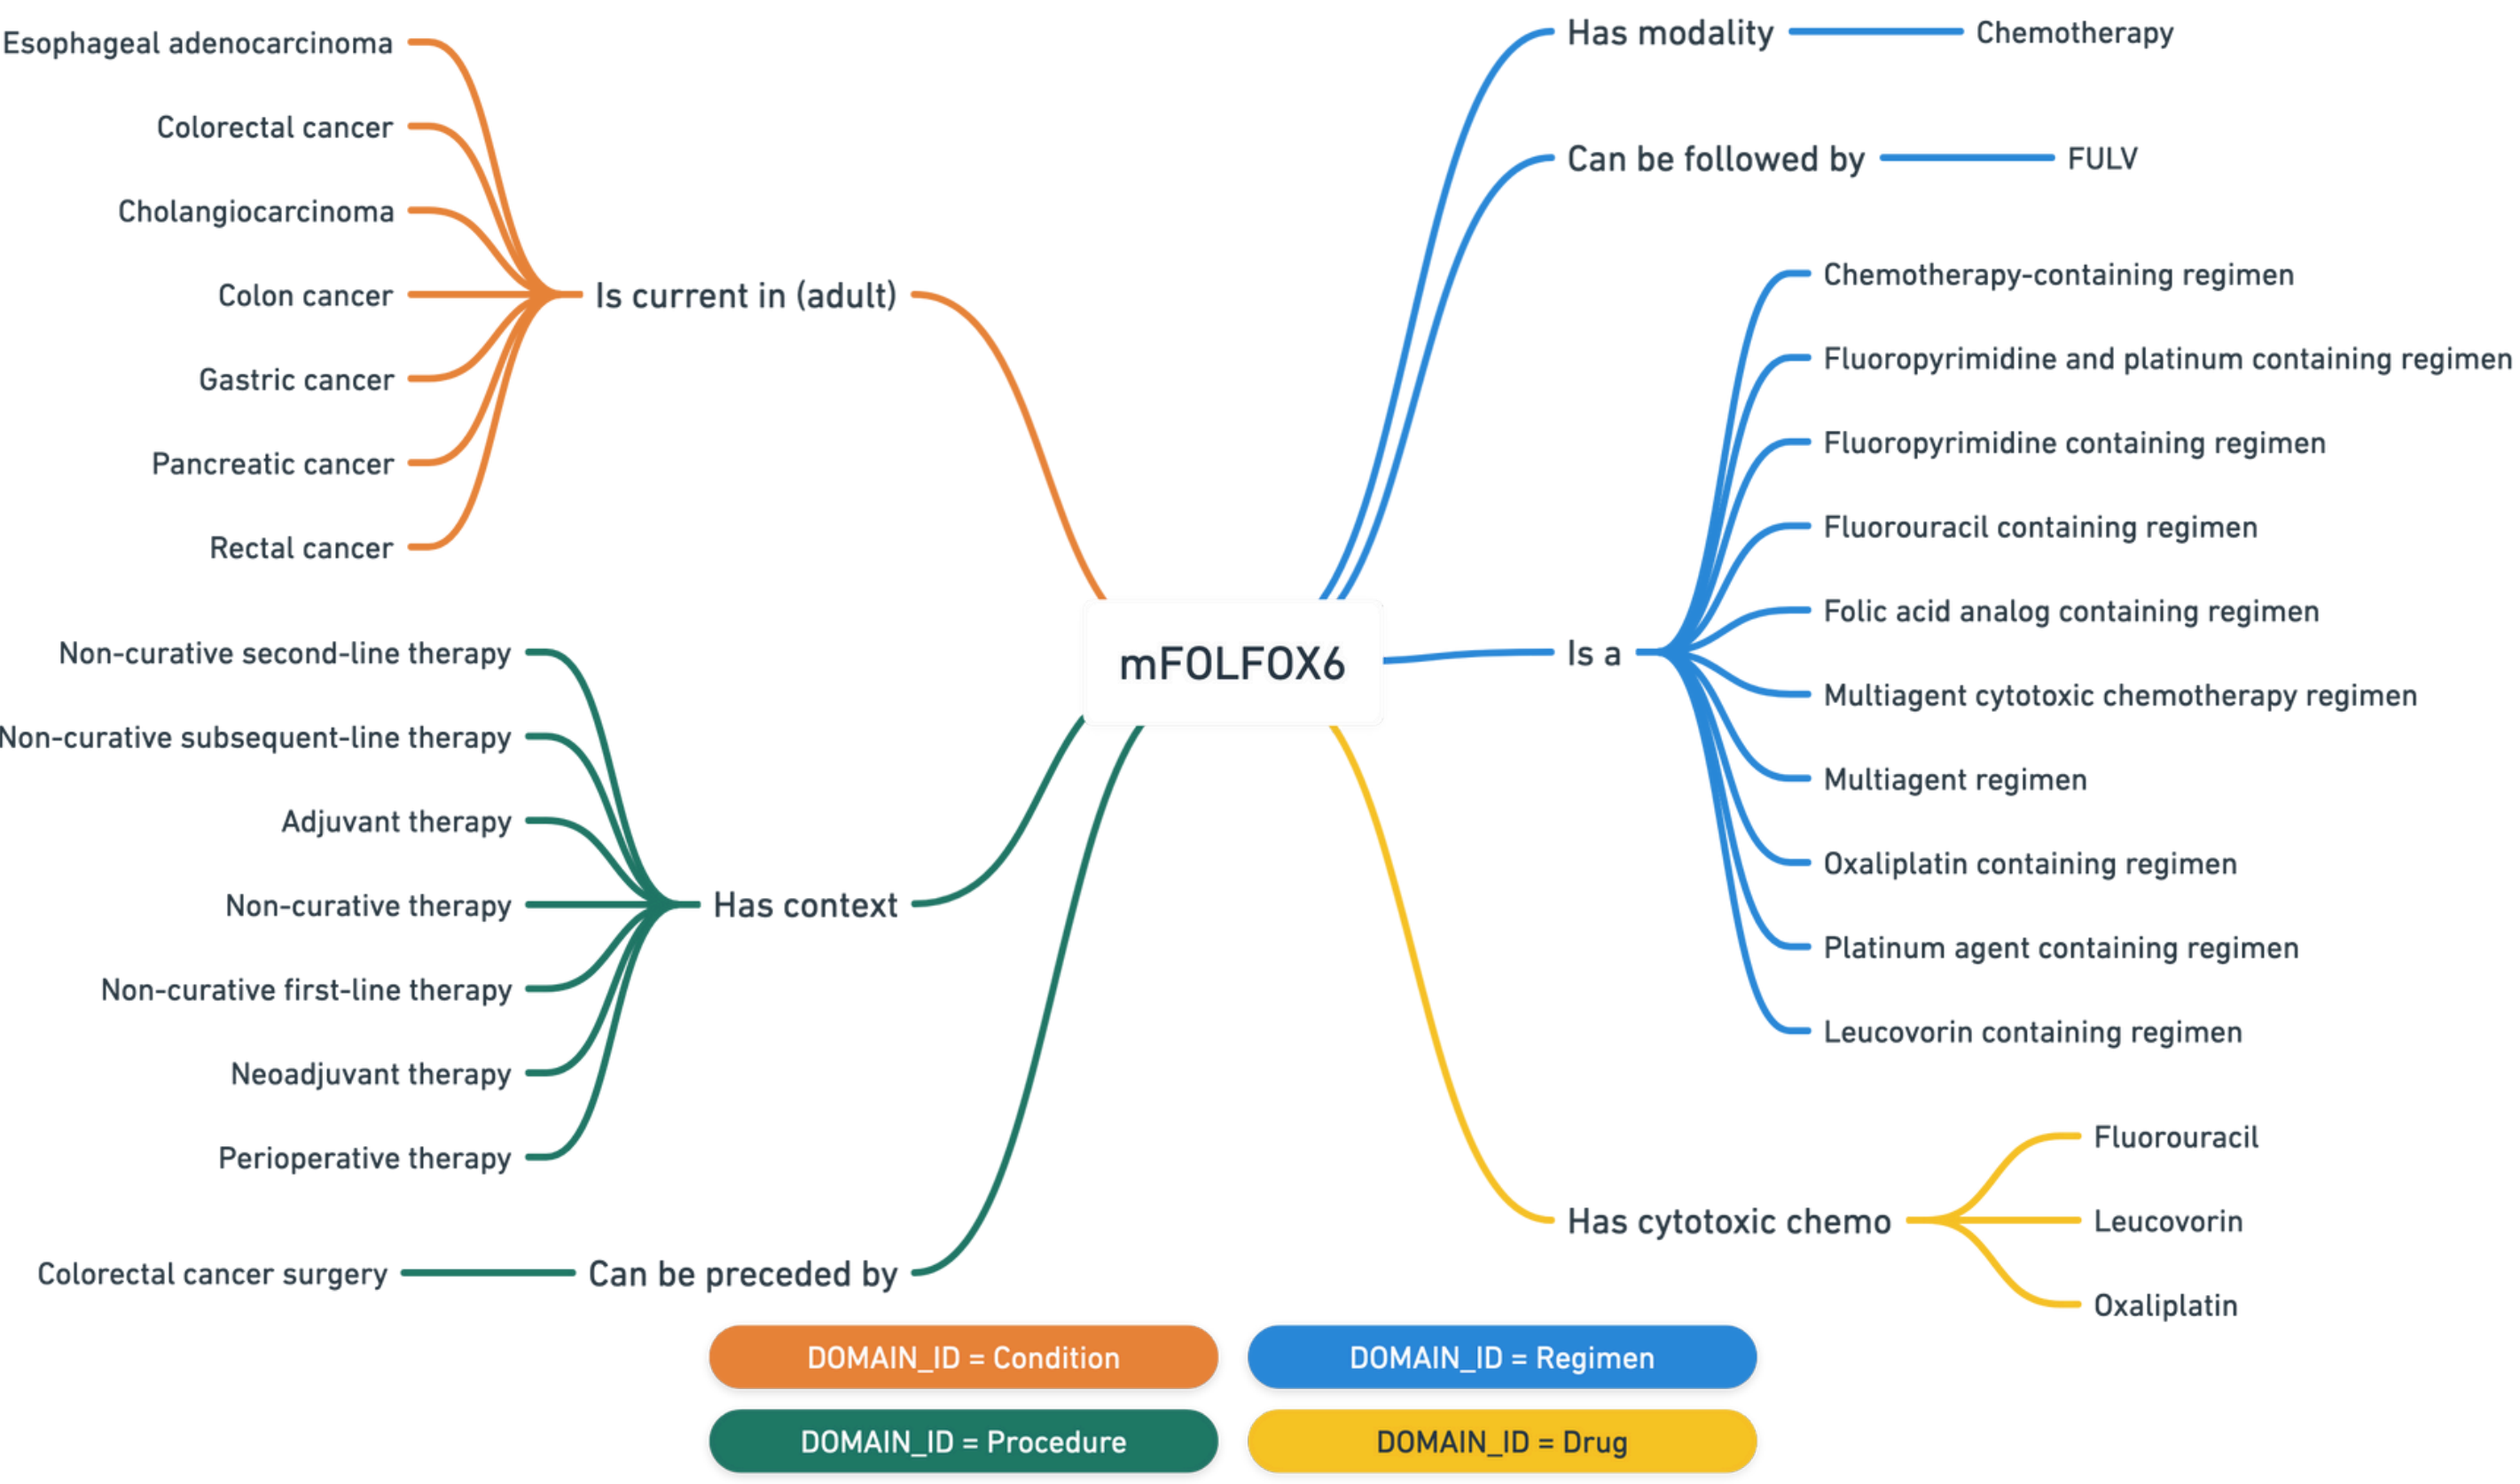 Esophageal adenocarcinoma
Colorectal cancer
Cholangiocarcinoma
Colon cancer
Gastric cancer
Pancreatic cancer
Rectal cancer
Is current in (adult)
Non-curative second-line therapy
Non-curative subsequent-line therapy
Adjuvant therapy
Non-curative therapy
Non-curative first-line therapy
Neoadjuvant therapy
Perioperative therapy
Has context
Colorectal cancer surgery
Can be preceded by
mFOLFOX6
Has modality
Chemotherapy
Can be followed by
FULV
Is a
Chemotherapy-containing regimen
Fluoropyrimidine and platinum containing regimen
Fluoropyrimidine containing regimen
Fluorouracil containing regimen
Folic acid analog containing regimen
Multiagent cytotoxic chemotherapy regimen
Multiagent regimen
Oxaliplatin containing regimen
Platinum agent containing regimen
Leucovorin containing regimen
Has cytotoxic chemo
Fluorouracil
Leucovorin
Oxaliplatin
DOMAIN_ID = Condition
DOMAIN_ID = Regimen
DOMAIN_ID = Procedure
DOMAIN_ID = Drug